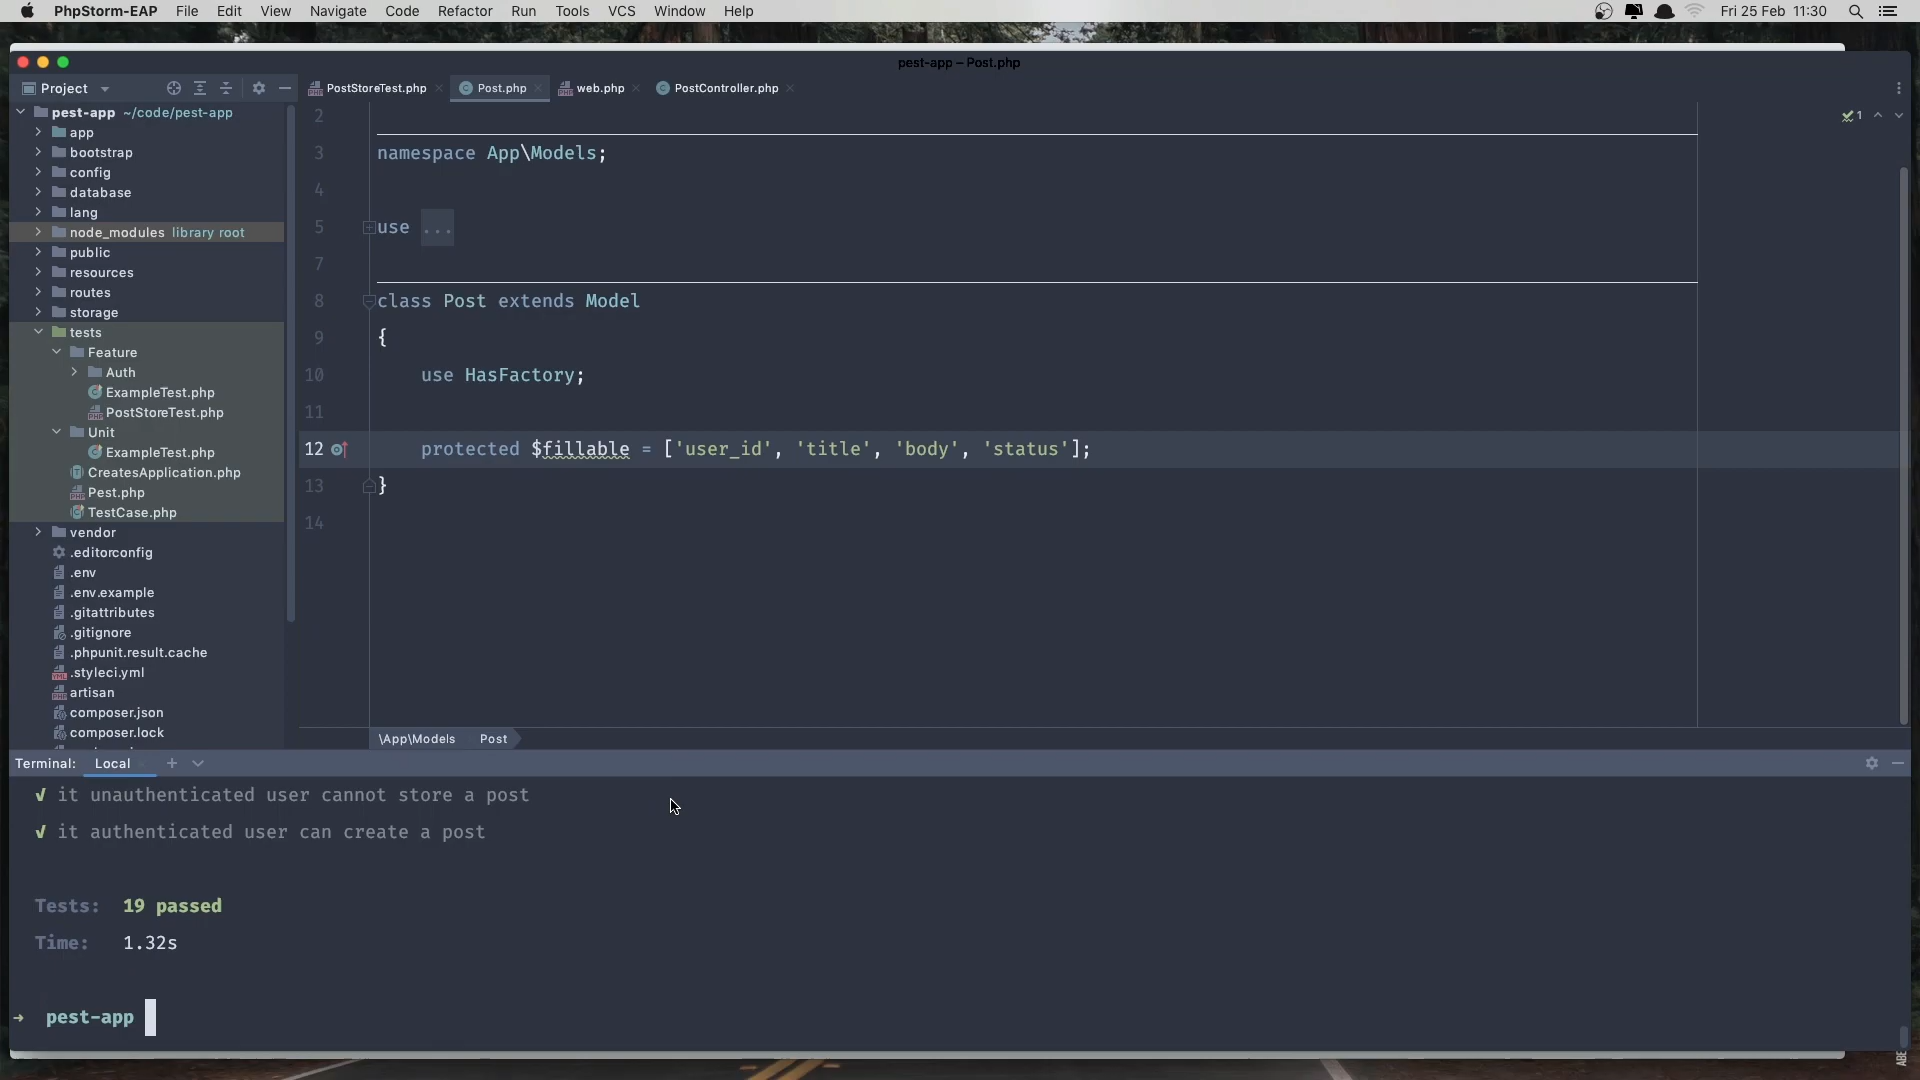 PhpStorm-EAP File Edit View Navigate Code Refactor Run Tools VCS Window Help Fri 25 Feb 11:30
pest-app – Post.php
Project PostStoreTest.php Post.php web.php PostController.php
pest-app ~/code/pest-app
app
bootstrap
config
database
lang
node_modules library root
public
resources
routes
storage
tests
Feature
Auth
ExampleTest.php
PostStoreTest.php
Unit
ExampleTest.php
CreatesApplication.php
Pest.php
TestCase.php
vendor
.editorconfig
.env
.env.example
.gitattributes
.gitignore
.phpunit.result.cache
.styleci.yml
artisan
composer.json
composer.lock
2
3 namespace App\Models;
4
5 use ...
7
8 class Post extends Model
9 {
10 use HasFactory;
11
12 protected $fillable = ['user_id', 'title', 'body', 'status'];
13 }
14
1
\App\Models Post
Terminal: Local
✓ it unauthenticated user cannot store a post
✓ it authenticated user can create a post
Tests: 19 passed
Time: 1.32s
→ pest-app